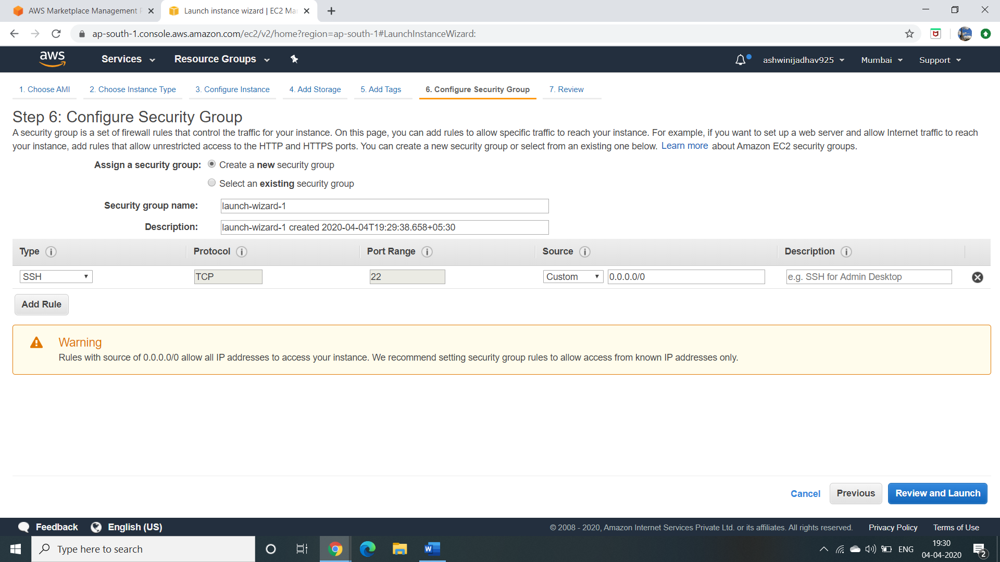 AWS Marketplace Management P
Launch instance wizard | EC2 Man
ap-south-1.console.aws.amazon.com/ec2/v2/home?region=ap-south-1#LaunchInstanceWizard:
aws
Services
Resource Groups
ashwinijadhav925
Mumbai
Support
1. Choose AMI
2. Choose Instance Type
3. Configure Instance
4. Add Storage
5. Add Tags
6. Configure Security Group
7. Review
Step 6: Configure Security Group
A security group is a set of firewall rules that control the traffic for your instance. On this page, you can add rules to allow specific traffic to reach your instance. For example, if you want to set up a web server and allow Internet traffic to reach
your instance, add rules that allow unrestricted access to the HTTP and HTTPS ports. You can create a new security group or select from an existing one below. Learn more about Amazon EC2 security groups.
Assign a security group:
Create a new security group
Select an existing security group
Security group name:
launch-wizard-1
Description:
launch-wizard-1 created 2020-04-04T19:29:38.658+05:30
Type
Protocol
Port Range
Source
Description
SSH
TCP
22
Custom
0.0.0.0/0
e.g. SSH for Admin Desktop
Add Rule
Warning
Rules with source of 0.0.0.0/0 allow all IP addresses to access your instance. We recommend setting security group rules to allow access from known IP addresses only.
Cancel
Previous
Review and Launch
Feedback
English (US)
© 2008 - 2020, Amazon Internet Services Private Ltd. or its affiliates. All rights reserved.
Privacy Policy
Terms of Use
Type here to search
ENG
19:30
04-04-2020
2